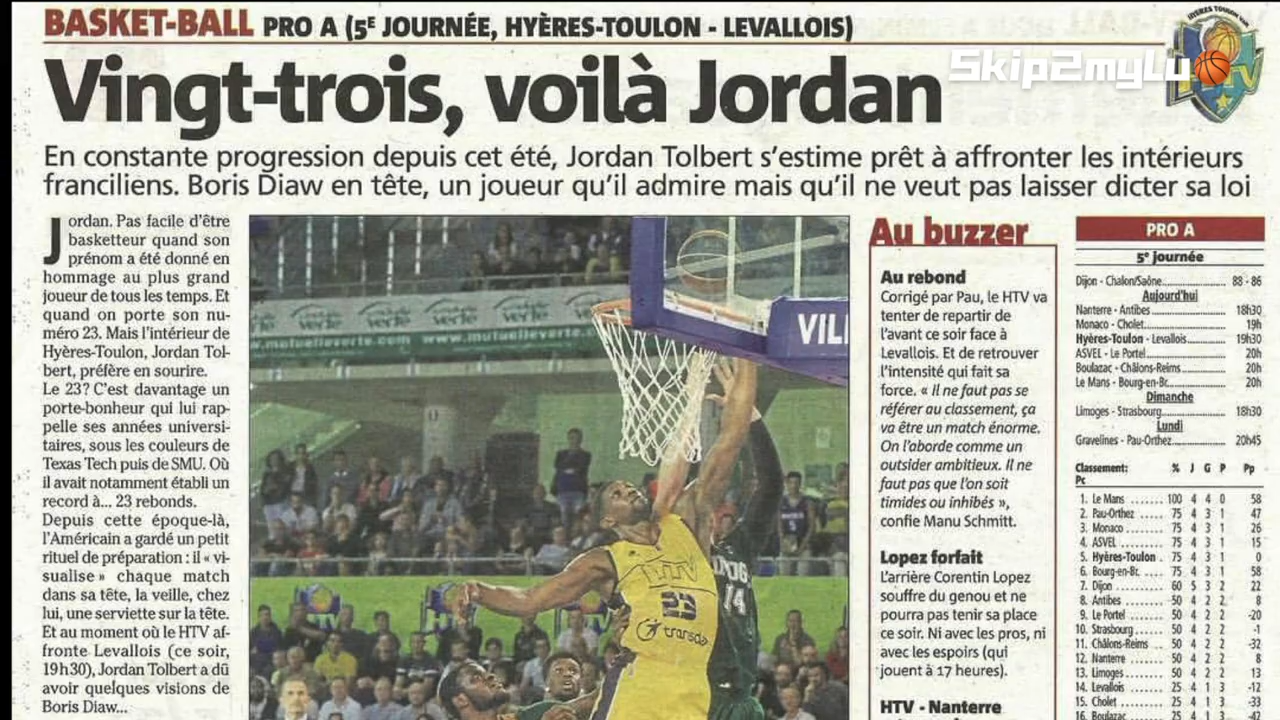 BASKET-BALL PRO A (5E JOURNÉE, HYÈRES-TOULON - LEVALLOIS)
HYERES TOULON VAR
Skip2myLu
Vingt-trois, voilà Jordan
En constante progression depuis cet été, Jordan Tolbert s'estime prêt à affronter les intérieurs
franciliens. Boris Diaw en tête, un joueur qu'il admire mais qu'il ne veut pas laisser dicter sa loi
Jordan. Pas facile d'être
basketteur quand son
prénom a été donné en
hommage au plus grand
joueur de tous les temps. Et
quand on porte son nu-
méro 23. Mais l'intérieur de
Hyères-Toulon, Jordan Tol-
bert, préfère en sourire.
Le 23? C'est davantage un
porte-bonheur qui lui rap-
pelle ses années universi-
taires, sous les couleurs de
Texas Tech puis de SMU. Où
il avait notamment établi un
record à... 23 rebonds.
Depuis cette époque-là,
l'Américain a gardé un petit
rituel de préparation : il « vi-
sualise » chaque match
dans sa tête, la veille, chez
lui, une serviette sur la tête.
Et au moment où le HTV af-
fronte Levallois (ce soir,
19h30), Jordan Tolbert a dû
avoir quelques visions de
Boris Diaw...
verte
www.mutuelleverte.com
VIL
HTV
23
transde
14
Au buzzer
Au rebond
Corrigé par Pau, le HTV va
tenter de repartir de
l'avant ce soir face à
Levallois. Et de retrouver
l'intensité qui fait sa
force. « Il ne faut pas se
référer au classement, ça
va être un match énorme.
On l'aborde comme un
outsider ambitieux. Il ne
faut pas que l'on soit
timides ou inhibés »,
confie Manu Schmitt.
Lopez forfait
L'arrière Corentin Lopez
souffre du genou et ne
pourra pas tenir sa place
ce soir. Ni avec les pros, ni
avec les espoirs (qui
jouent à 17 heures).
HTV - Nanterre
PRO A
5e journée
Dijon - Chalon/Saône 88 - 86
Aujourd'hui
Nanterre - Antibes 18h30
Monaco - Cholet 19h
Hyères-Toulon - Levallois 19h30
ASVEL - Le Portel 20h
Boulazac - Châlons-Reims 20h
Le Mans - Bourg-en-Br. 20h
Dimanche
Limoges - Strasbourg 18h30
Lundi
Gravelines - Pau-Orthez 20h45
Classement: % J G P Pp
Pc
1. Le Mans 100 4 4 0 58
2. Pau-Orthez 75 4 3 1 47
3. Monaco 75 4 3 1 26
4. ASVEL 75 4 3 1 15
5. Hyères-Toulon 75 4 3 1 0
6. Bourg-en-Br. 75 4 3 1 58
7. Dijon 60 5 3 2 22
8. Antibes 50 4 2 2 8
9. Le Portel 50 4 2 2 -20
10. Strasbourg 50 4 2 2 -1
11. Châlons-Reims 50 4 2 2 -32
12. Nanterre 50 4 2 2 8
13. Limoges 50 4 2 2 13
14. Levallois 25 4 1 3 -12
15. Cholet 25 4 1 3 -33
16. Boulazac 25 4 1 3 -42